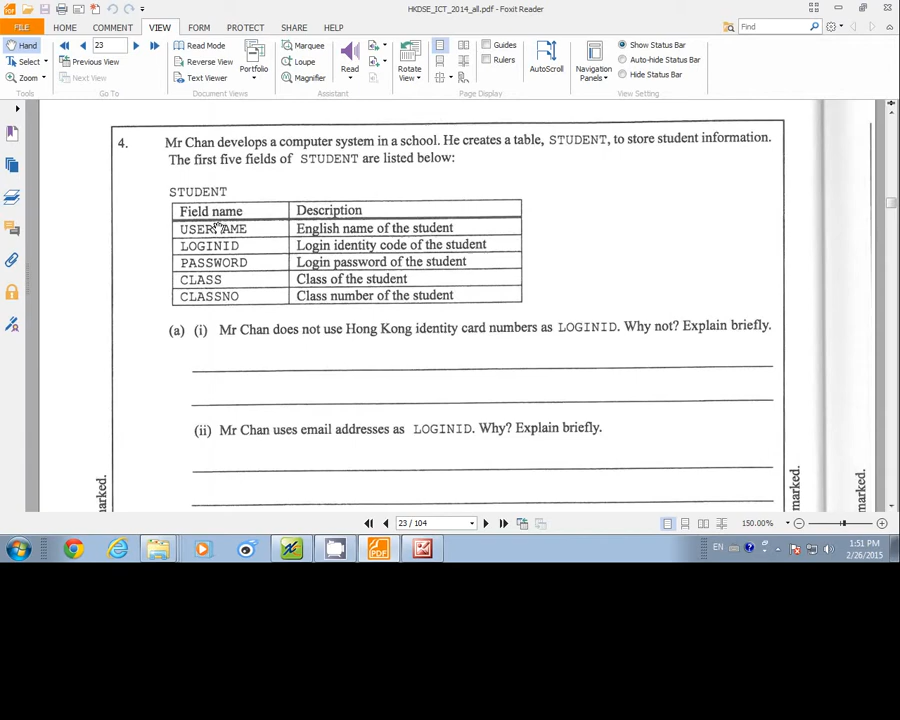 HKDSE_ICT_2014_all.pdf - Foxit Reader
FILE HOME COMMENT VIEW FORM PROTECT SHARE HELP
Find
Hand 23 Read Mode Marquee Guides Show Status Bar
Select Previous View Reverse View Loupe Rulers Auto-hide Status Bar
Zoom Next View Text Viewer Portfolio Magnifier Read Rotate View AutoScroll Navigation Panels Hide Status Bar
Tools Go To Document Views Assistant Page Display View Setting
4. Mr Chan develops a computer system in a school. He creates a table, STUDENT, to store student information.
The first five fields of STUDENT are listed below:
STUDENT
Field name Description
USERNAME English name of the student
LOGINID Login identity code of the student
PASSWORD Login password of the student
CLASS Class of the student
CLASSNO Class number of the student
(a) (i) Mr Chan does not use Hong Kong identity card numbers as LOGINID. Why not? Explain briefly.
(ii) Mr Chan uses email addresses as LOGINID. Why? Explain briefly.
marked.
marked.
marked.
23 / 104 150.00%
PDF
EN 1:51 PM
2/26/2015